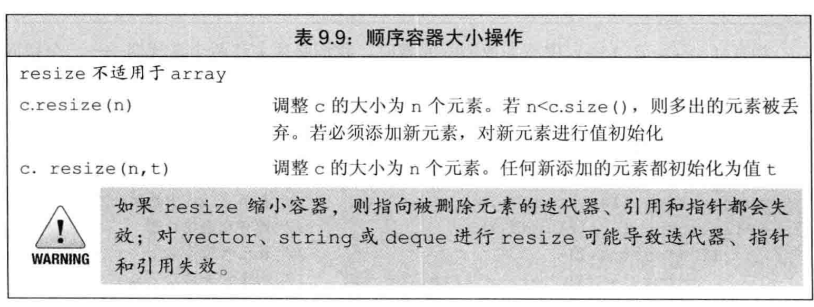 表 9.9：顺序容器大小操作
resize 不适用于 array
c.resize(n) 调整 c 的大小为 n 个元素。若 n<c.size()，则多出的元素被丢
弃。若必须添加新元素，对新元素进行值初始化
c. resize(n,t) 调整 c 的大小为 n 个元素。任何新添加的元素都初始化为值 t
如果 resize 缩小容器，则指向被删除元素的迭代器、引用和指针都会失
效；对 vector、string 或 deque 进行 resize 可能导致迭代器、指针
和引用失效。
WARNING